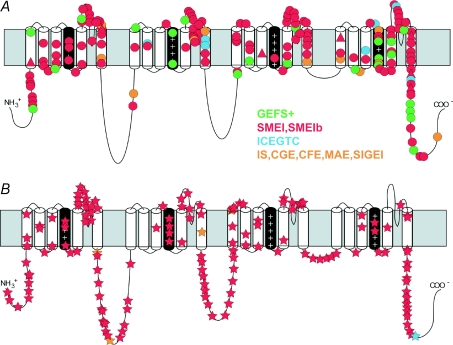 A
NH3+
COO-
GEFS+
SMEI,SMEIb
ICEGTC
IS,CGE,CFE,MAE,SIGEI
B
NH3+
COO-